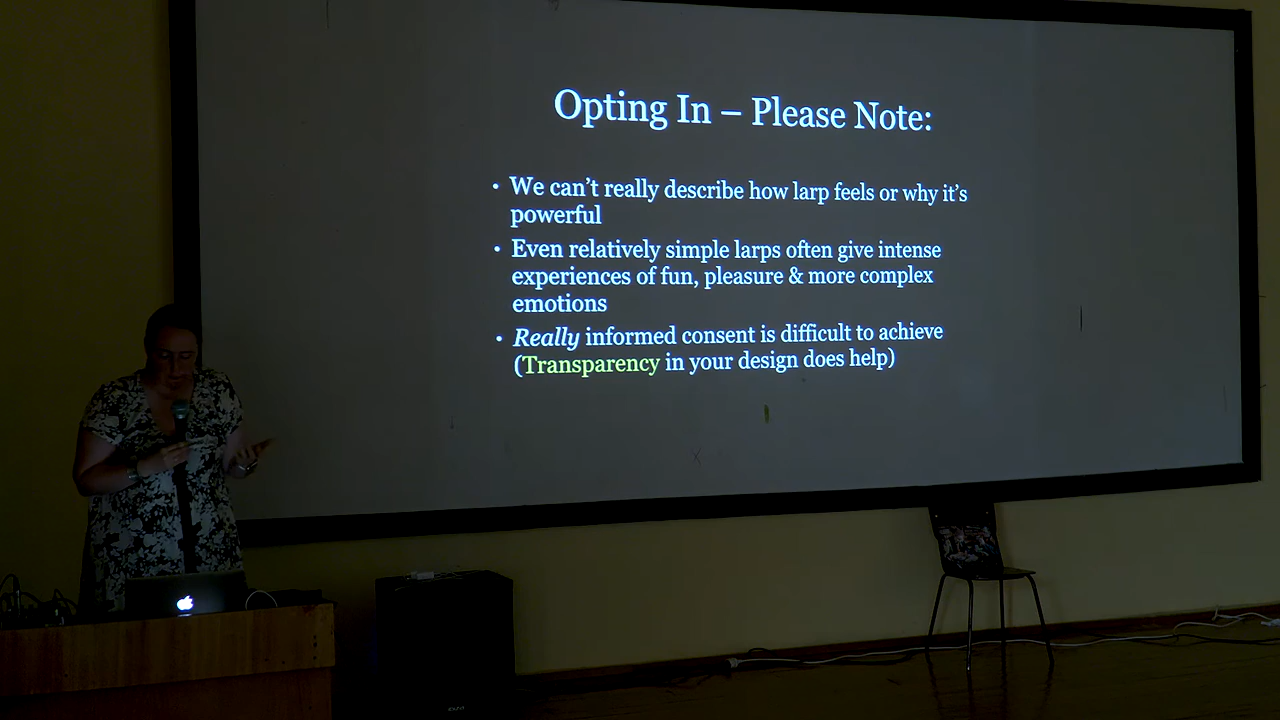 Opting In – Please Note:
• We can’t really describe how larp feels or why it’s
powerful
• Even relatively simple larps often give intense
experiences of fun, pleasure & more complex
emotions
• Really informed consent is difficult to achieve
(Transparency in your design does help)